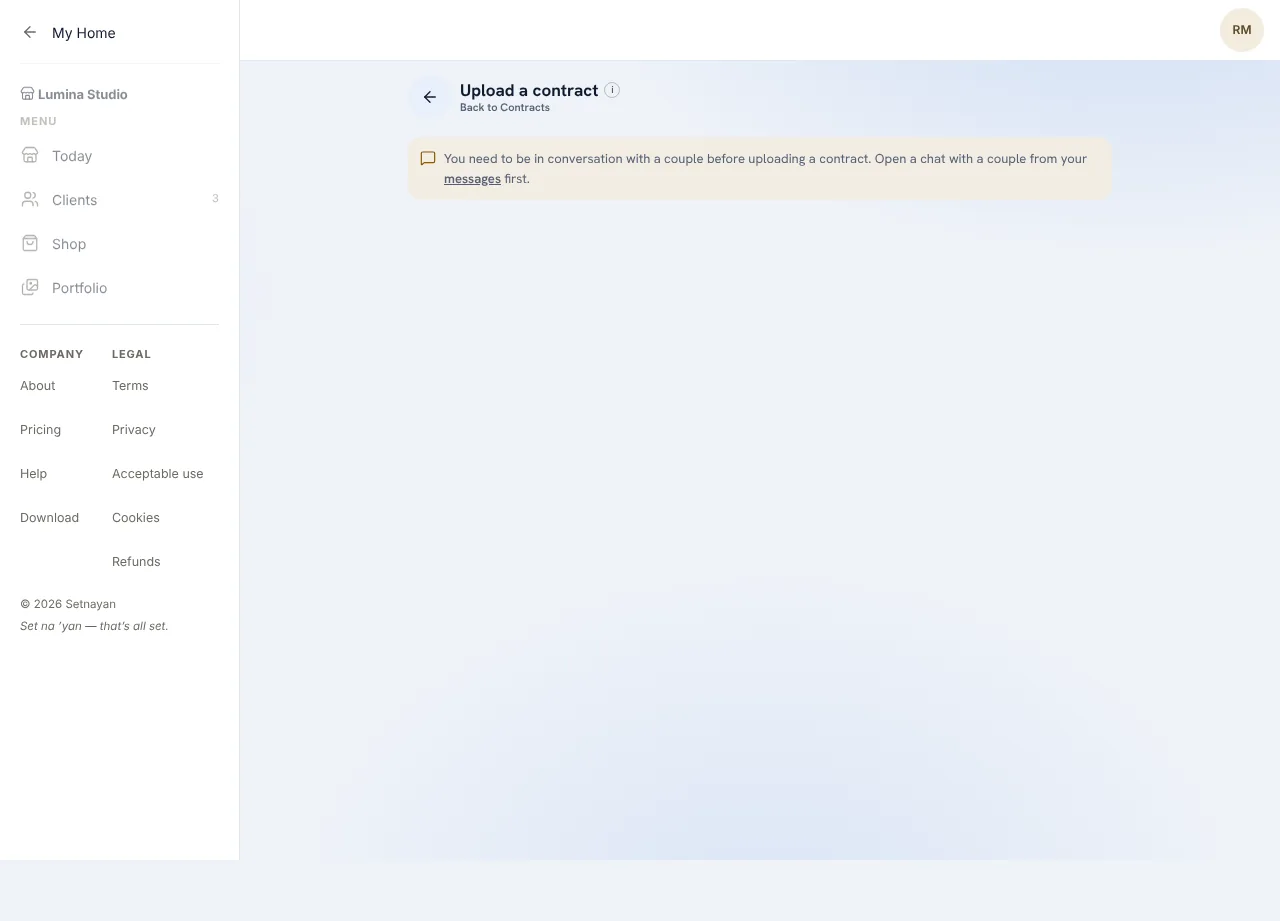 My Home
RM
Lumina Studio
MENU
Today
Clients 3
Shop
Portfolio
COMPANY LEGAL
About Terms
Pricing Privacy
Help Acceptable use
Download Cookies
Refunds
© 2026 Setnayan
Set na ’yan — that's all set.
Upload a contract i
Back to Contracts
You need to be in conversation with a couple before uploading a contract. Open a chat with a couple from your
messages first.